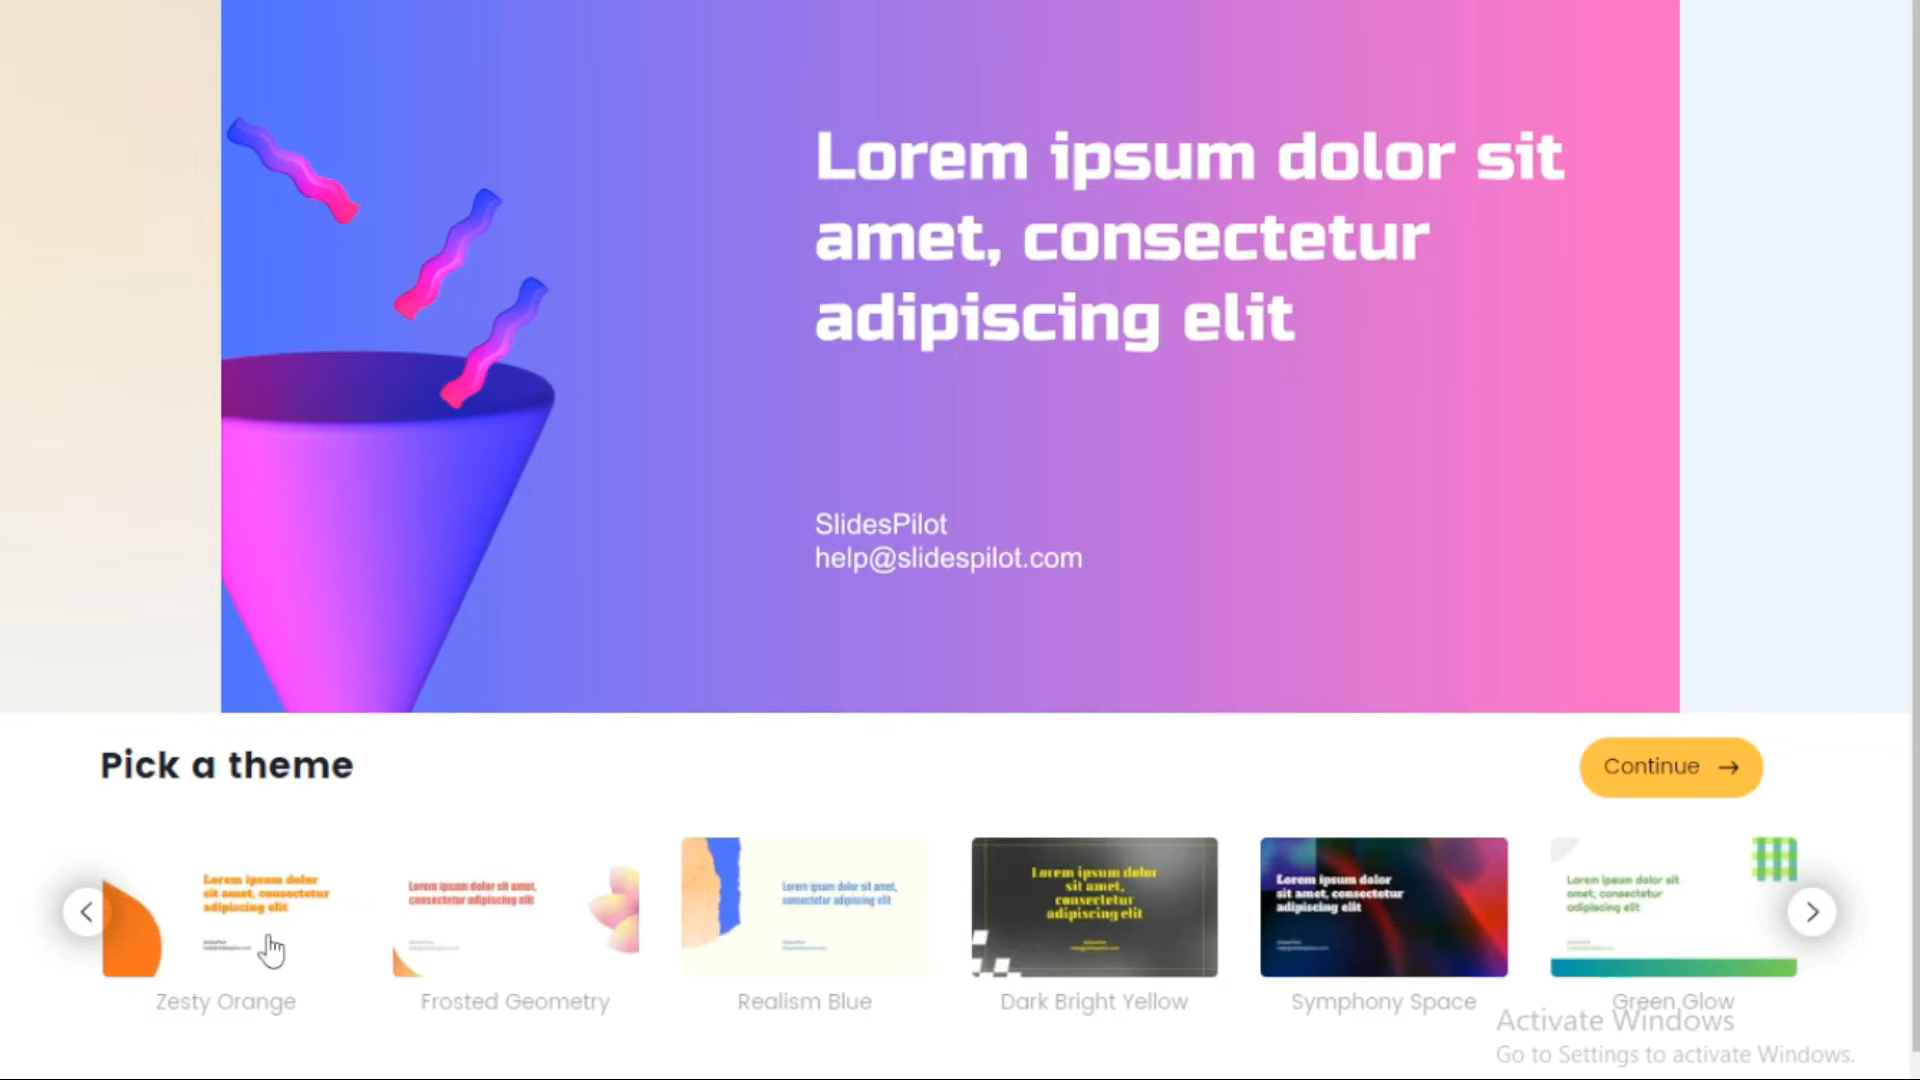 Lorem ipsum dolor sit
amet, consectetur
adipiscing elit
SlidesPilot
help@slidespilot.com
Pick a theme
Continue
Lorem ipsum dolor
sit amet, consectetur
adipiscing elit
Lorem ipsum dolor sit amet,
consectetur adipiscing elit
Lorem ipsum dolor sit amet,
consectetur adipiscing elit
Lorem ipsum dolor
sit amet,
consectetur
adipiscing elit
Lorem ipsum dolor
sit amet, consectetur
adipiscing elit
Lorem ipsum dolor sit
amet, consectetur
adipiscing elit
Zesty Orange
Frosted Geometry
Realism Blue
Dark Bright Yellow
Symphony Space
Green Glow
Activate Windows
Go to Settings to activate Windows.